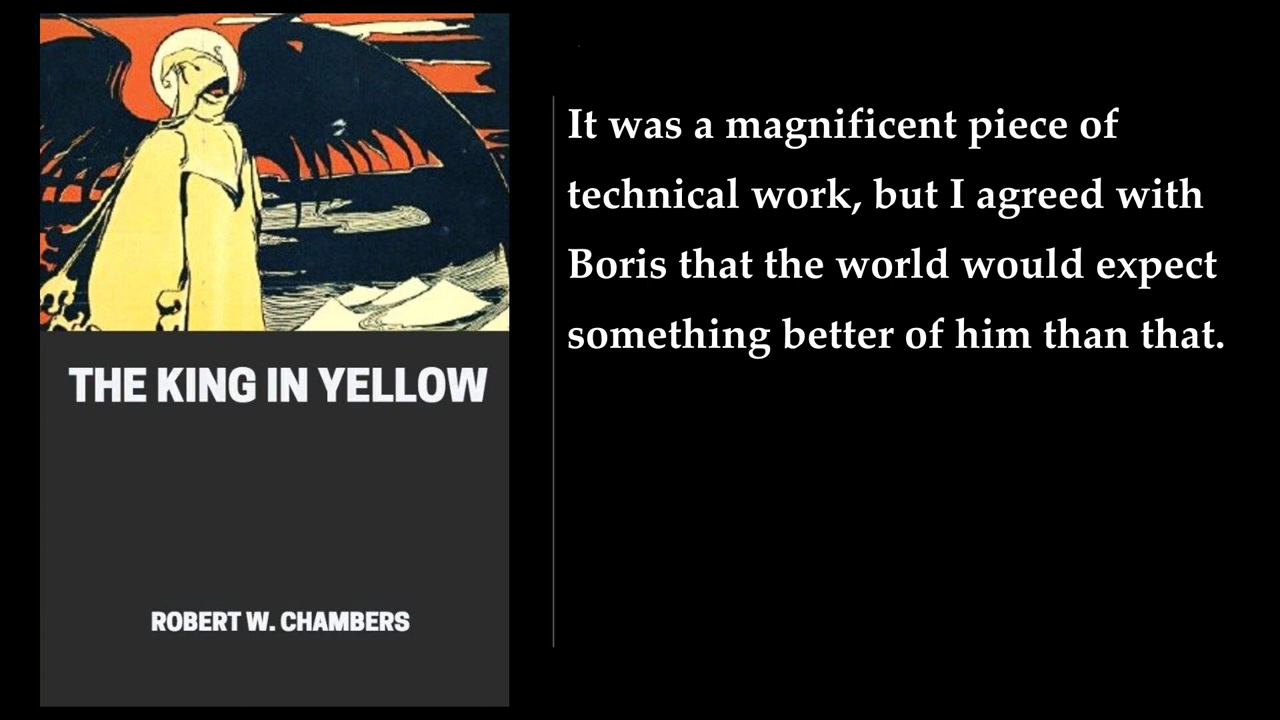 THE KING IN YELLOW
ROBERT W. CHAMBERS
It was a magnificent piece of
technical work, but I agreed with
Boris that the world would expect
something better of him than that.